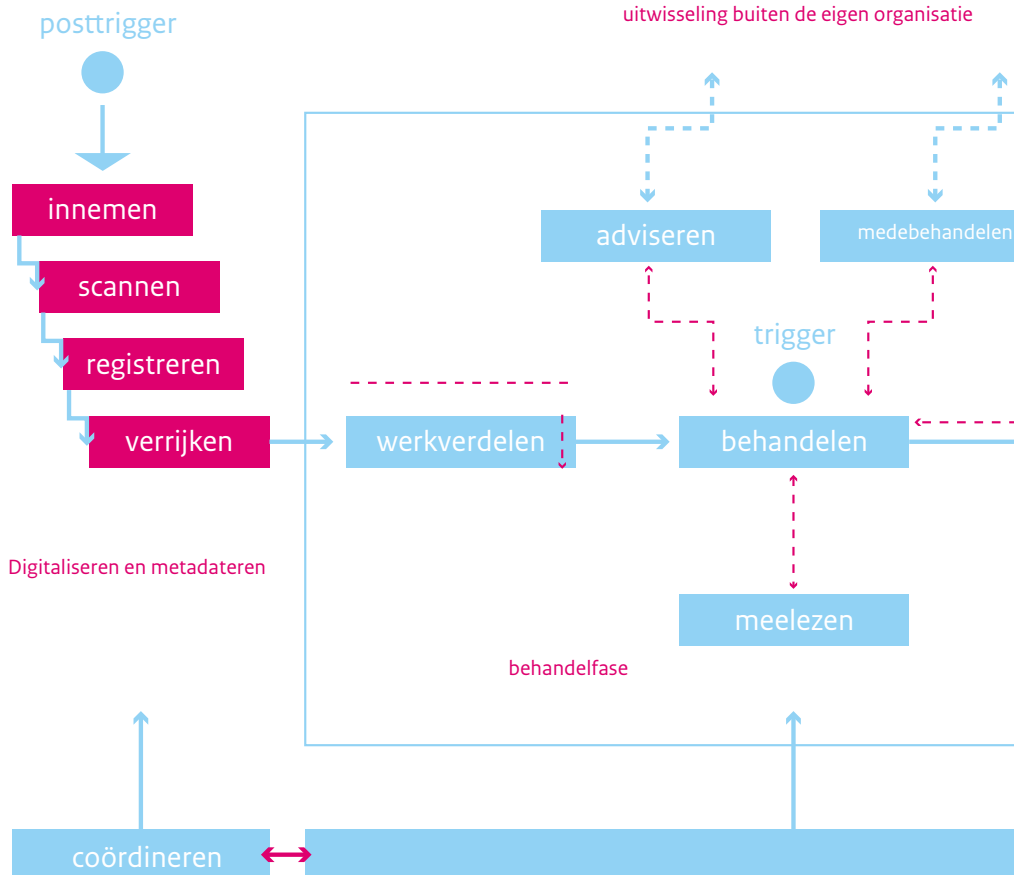 uitwisseling buiten de eigen organisatie
posttrigger
innemen
adviseren
medebehandelen
scannen
trigger
registreren
verrijken
werkverdelen
behandelen
Digitaliseren en metadateren
meelezen
behandelfase
coördineren